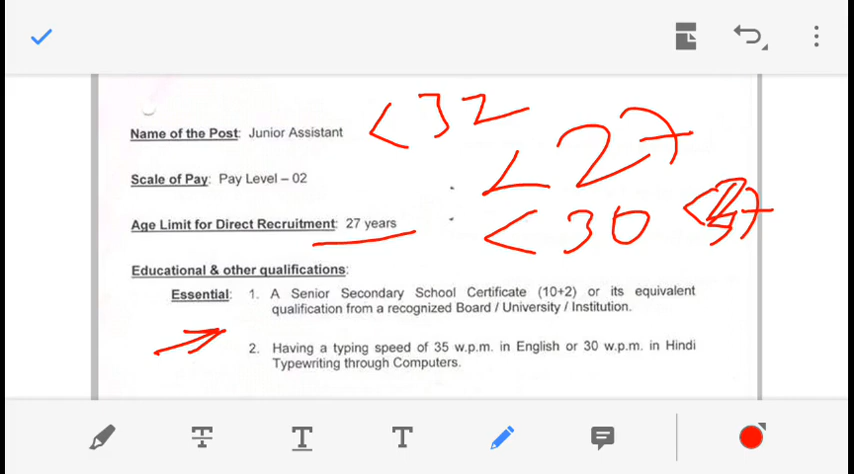 <32
Name of the Post: Junior Assistant
<27
Scale of Pay: Pay Level – 02
<30
Age Limit for Direct Recruitment: 27 years
Educational & other qualifications:
Essential: 1. A Senior Secondary School Certificate (10+2) or its equivalent
qualification from a recognized Board / University / Institution.
2. Having a typing speed of 35 w.p.m. in English or 30 w.p.m. in Hindi
Typewriting through Computers.
T T T